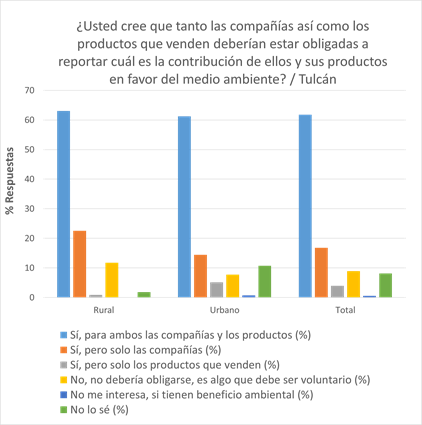 ¿Usted cree que tanto las compañías así como los
productos que venden deberían estar obligadas a
reportar cuál es la contribución de ellos y sus productos
en favor del medio ambiente? / Tulcán
70
60
50
40
30
20
10
0
% Respuestas
Rural
Urbano
Total
Sí, para ambos las compañías y los productos (%)
Sí, pero solo las compañías (%)
Sí, pero solo los productos que venden (%)
No, no debería obligarse, es algo que debe ser voluntario (%)
No me interesa, si tienen beneficio ambiental (%)
No lo sé (%)